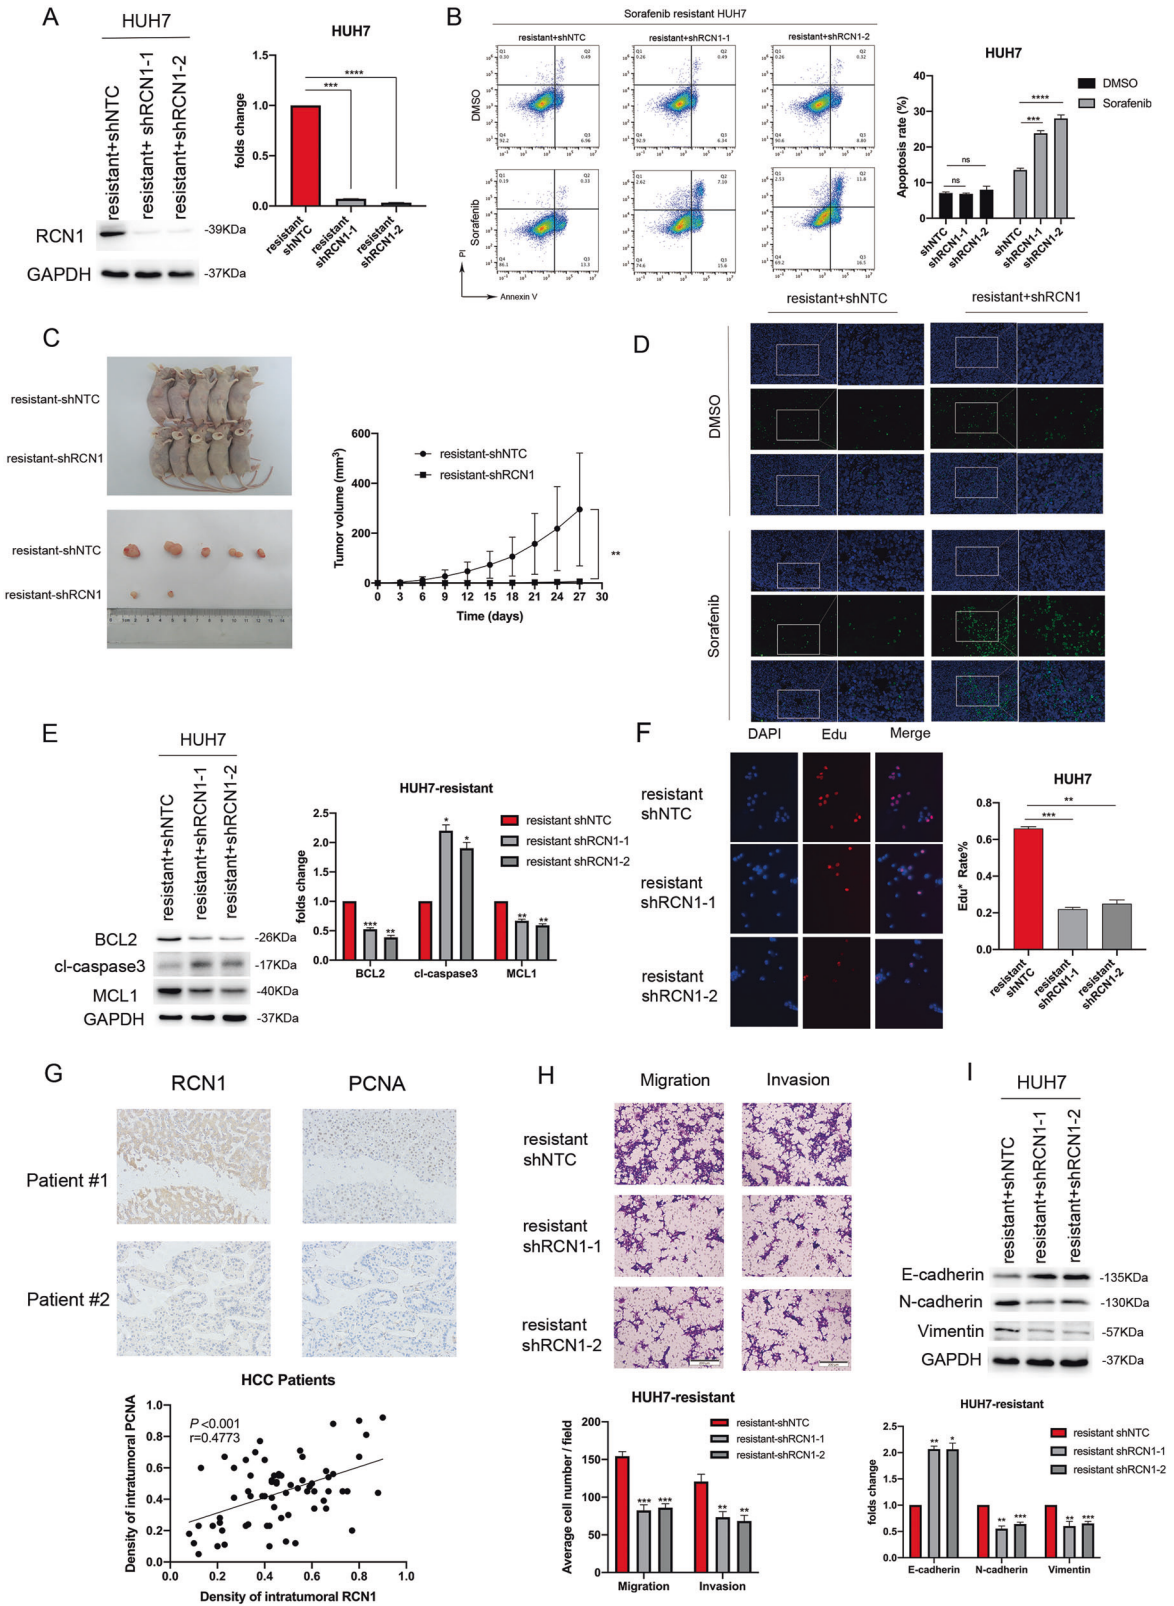 A
HUH7
resistant+shNTC
resistant+ shRCN1-1
resistant+shRCN1-2
RCN1
-39KDa
GAPDH
-37KDa
HUH7
folds change
1.5
1.0
0.5
0.0
***
****
resistant
shNTC
resistant
shRCN1-1
resistant
shRCN1-2
B
Sorafenib resistant HUH7
resistant+shNTC
resistant+shRCN1-1
resistant+shRCN1-2
DMSO
Sorafenib
PI
Annexin V
HUH7
DMSO
Sorafenib
Apoptosis rate (%)
40
30
20
10
0
ns
ns
***
****
shNTC
shRCN1-1
shRCN1-2
shNTC
shRCN1-1
shRCN1-2
C
resistant-shNTC
resistant-shRCN1
resistant-shNTC
resistant-shRCN1
Tumor volume (mm³)
600
400
200
0
resistant-shNTC
resistant-shRCN1
**
0 3 6 9 12 15 18 21 24 27 30
Time (days)
D
resistant+shNTC
resistant+shRCN1
DMSO
Sorafenib
E
HUH7
resistant+shNTC
resistant+shRCN1-1
resistant+shRCN1-2
BCL2
-26KDa
cl-caspase3
-17KDa
MCL1
-40KDa
GAPDH
-37KDa
HUH7-resistant
folds change
2.5
2.0
1.5
1.0
0.5
0.0
resistant shNTC
resistant shRCN1-1
resistant shRCN1-2
*** ** * * ** **
BCL2 cl-caspase3 MCL1
F
DAPI Edu Merge
resistant
shNTC
resistant
shRCN1-1
resistant
shRCN1-2
HUH7
Edu* Rate%
0.8
0.6
0.4
0.2
0.0
***
**
resistant
shNTC
resistant
shRCN1-1
resistant
shRCN1-2
G
RCN1 PCNA
Patient #1
Patient #2
HCC Patients
P <0.001
r=0.4773
Density of intratumoral PCNA
1.0
0.8
0.6
0.4
0.2
0.0
0.0 0.2 0.4 0.6 0.8 1.0
Density of intratumoral RCN1
H
Migration Invasion
resistant
shNTC
resistant
shRCN1-1
resistant
shRCN1-2
HUH7-resistant
Average cell number / field
200
150
100
50
0
resistant-shNTC
resistant-shRCN1-1
resistant-shRCN1-2
*** *** ** **
Migration Invasion
I
HUH7
resistant+shNTC
resistant+shRCN1-1
resistant+shRCN1-2
E-cadherin
-135KDa
N-cadherin
-130KDa
Vimentin
-57KDa
GAPDH
-37KDa
HUH7-resistant
folds change
2.5
2.0
1.5
1.0
0.5
0.0
resistant shNTC
resistant shRCN1-1
resistant shRCN1-2
** * ** *** ** ***
E-cadherin N-cadherin Vimentin